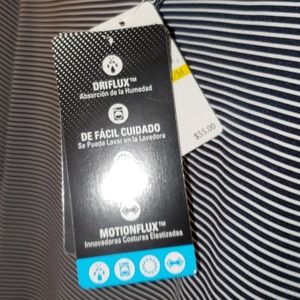 DRIFLUX™
Absorción de la Humedad
DE FÁCIL CUIDADO
Se Puede Lavar en la Lavadora
MOTIONFLUX™
Innovadoras Costuras Elastizadas
$55.00